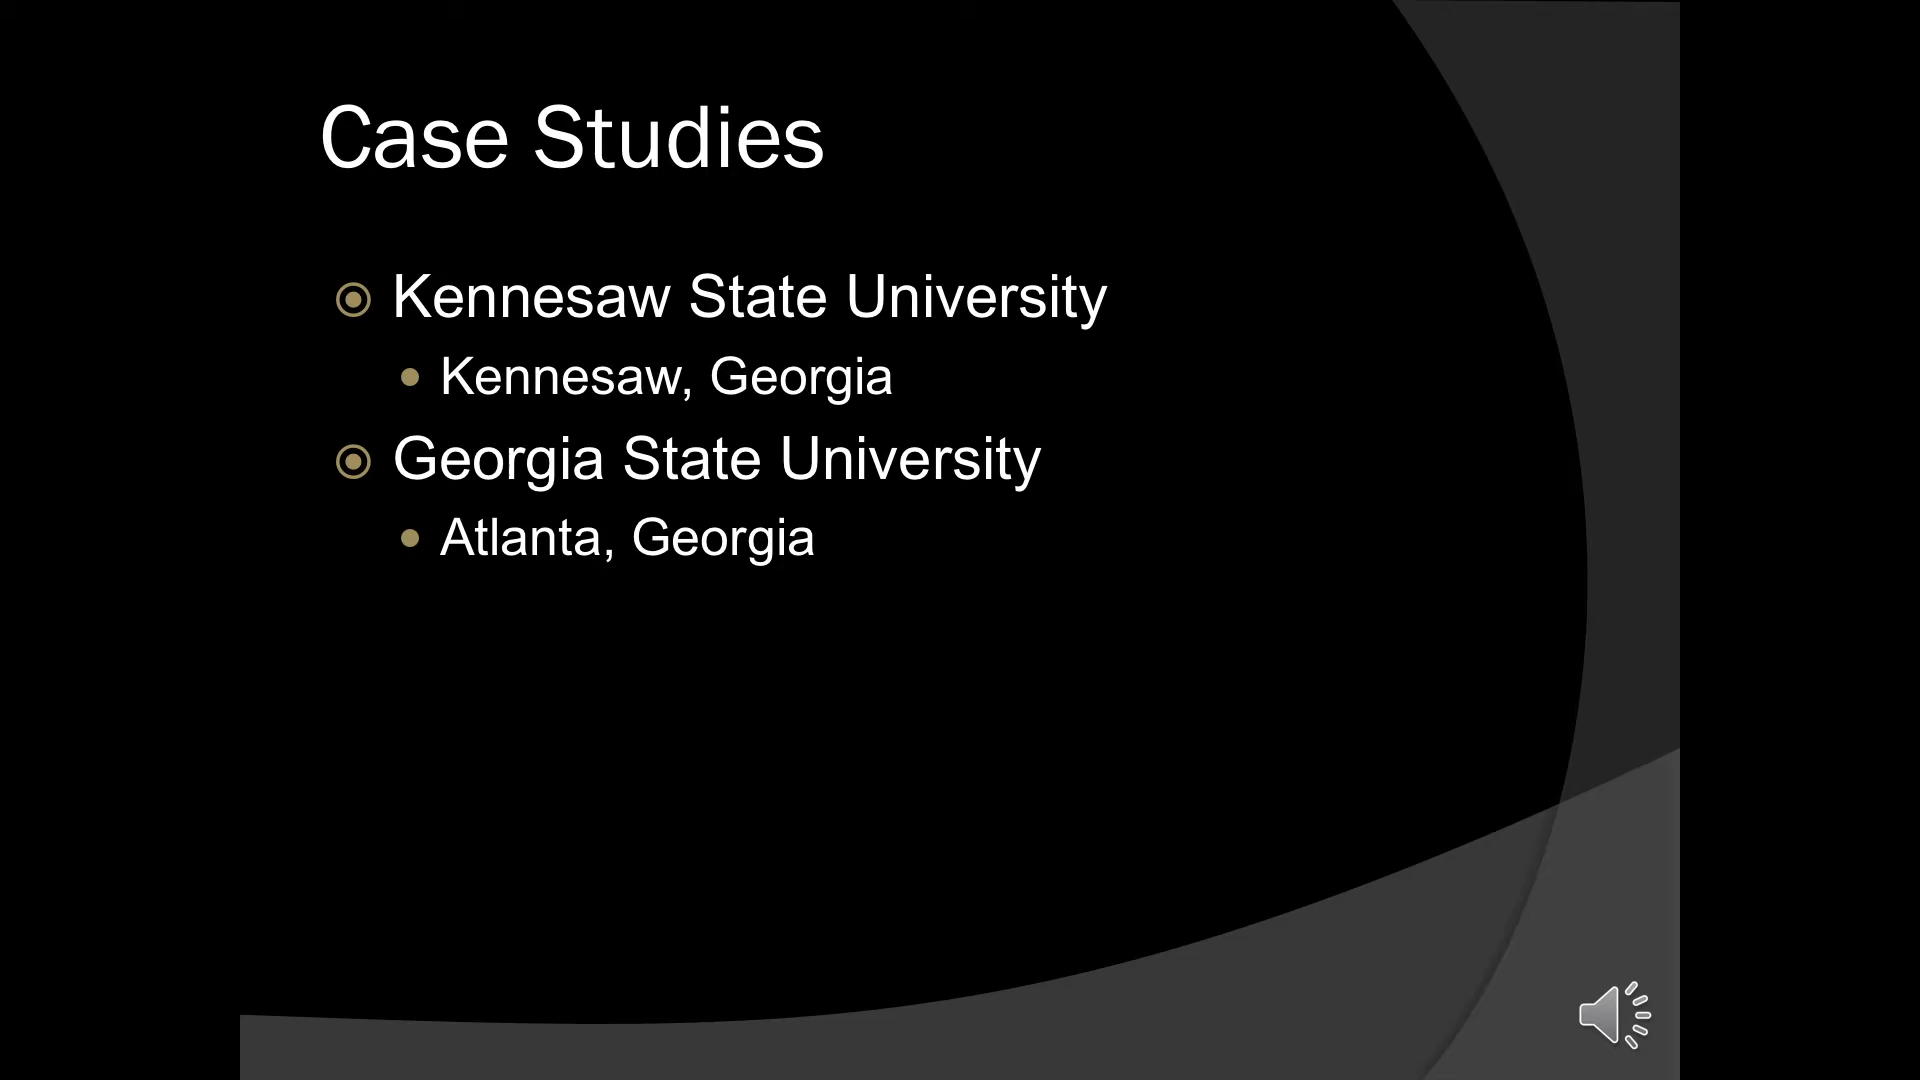 Case Studies
Kennesaw State University
Kennesaw, Georgia
Georgia State University
Atlanta, Georgia